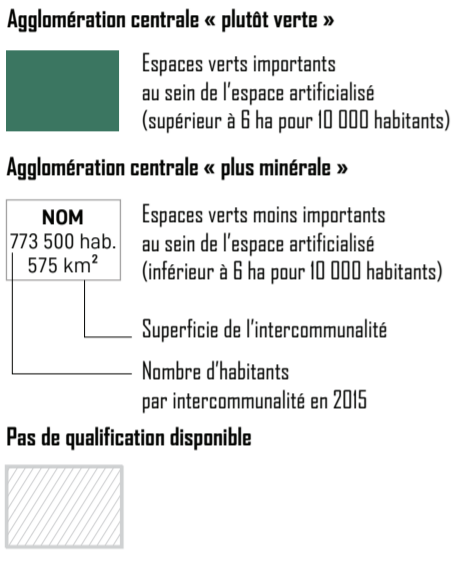 Agglomération centrale « plutôt verte »
Espaces verts importants
au sein de l'espace artificialisé
(supérieur à 6 ha pour 10 000 habitants)
Agglomération centrale « plus minérale »
NOM
773 500 hab.
575 km²
Espaces verts moins importants
au sein de l'espace artificialisé
(inférieur à 6 ha pour 10 000 habitants)
Superficie de l'intercommunalité
Nombre d'habitants
par intercommunalité en 2015
Pas de qualification disponible